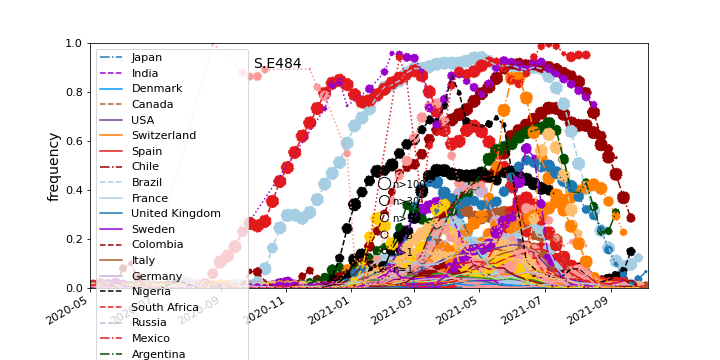 S.E484
frequency
1.0
0.8
0.6
0.4
0.2
0.0
Japan
India
Denmark
Canada
USA
Switzerland
Spain
Chile
Brazil
France
United Kingdom
Sweden
Colombia
Italy
Germany
Nigeria
South Africa
Russia
Mexico
Argentina
n>1
n=1
2020-05
2020-09
2020-11
2021-01
2021-03
2021-05
2021-07
2021-09